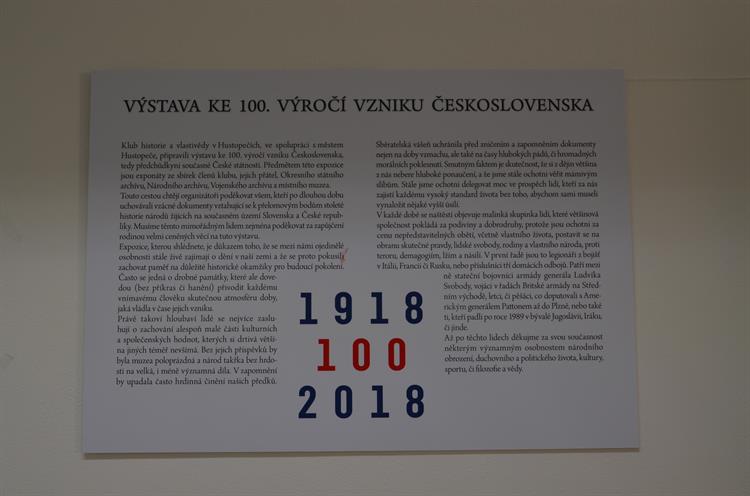 VÝSTAVA KE 100. VÝROČÍ VZNIKU ČESKOSLOVENSKA
Klub historie a vlastivědy v Hustopečích, ve spolupráci s městem
Hustopeče, připravili výstavu ke 100. výročí vzniku Československa,
tedy předchůdkyni současné České státnosti. Předmětem této expozice
jsou exponáty ze sbírek členů klubu, jejich přátel, Okresního státního
archívu, Národního archívu, Vojenského archívu a místního muzea.
Touto cestou chtějí organizátoři poděkovat všem, kteří po dlouhou dobu
uchovávali vzácné dokumenty vztahující se k přelomovým bodům stoleté
historie národů žijících na současném území Slovenska a České repub-
liky. Musíme těmto mimořádným lidem zejména poděkovat za zapůjčení
rodinou velmi ceněných věcí na tuto výstavu.
Expozice, kterou shlédnete, je důkazem toho, že se mezi námi ojediněle
osobnosti stále živě zajímají o dění v naší zemi a že se proto pokusili
zachovat paměť na důležité historické okamžiky pro budoucí pokolení.
Často se jedná o drobné památky, které ale dove-
dou (bez příkras či hanění) přivodit každému
vnímavému člověku skutečnou atmosféru doby,
jaká vládla v čase jejich vzniku.
Právě takoví hloubaví lidé se nejvíce zaslu-
hují o zachování alespoň malé části kulturních
a společenských hodnot, kterých si drtivá větši-
na jiných téměř nevšímá. Bez jejich příspěvků by
byla muzea poloprázdná a národ takřka bez hrdo-
sti na velká, i méně významná díla. V zapomnění
by upadala často hrdinná činění našich předků.
Sběratelská vášeň uchránila před zničením a zapomněním dokumenty
nejen na doby vzmachu, ale také na časy hlubokých pádů, či hromadných
morálních poklesnutí. Smutným faktem je skutečnost, že si z dějin většina
z nás nebere hluboké ponaučení, a že jsme stále ochotni věřit mámivým
slibům. Stále jsme ochotni delegovat moc ve prospěch lidí, kteří za nás
zajistí každému vysoký standard života bez toho, abychom sami museli
vynaložit nějaké vyšší úsilí.
V každé době se naštěstí objevuje malinká skupinka lidí, které většinová
společnost pokládá za podiviny a dobrodruhy, protože jsou ochotni za
cenu nepředstavitelných obětí, včetně vlastního života, postavit se na
obranu skutečné pravdy, lidské svobody, rodiny a vlastního národa, proti
teroru, demagogům, lžím a násilí. V první řadě jsou to legionáři z bojišť
v Itálii, Francii či Rusku, nebo příslušníci tří domácích odbojů. Patří mezi
ně stateční bojovníci armády generála Ludvíka
Svobody, vojáci v řadách Britské armády na Střed-
ním východě, letci, či pěšáci, co doputovali s Ame-
rickým generálem Pattonem až do Plzně, nebo také
ti, kteří padli po roce 1989 v bývalé Jugoslávii, Iráku,
či jinde.
Až po těchto lidech děkujme za svou současnost
některým významným osobnostem národního
obrození, duchovního a politického života, kultury,
sportu, či filozofie a vědy.
1918
100
2018